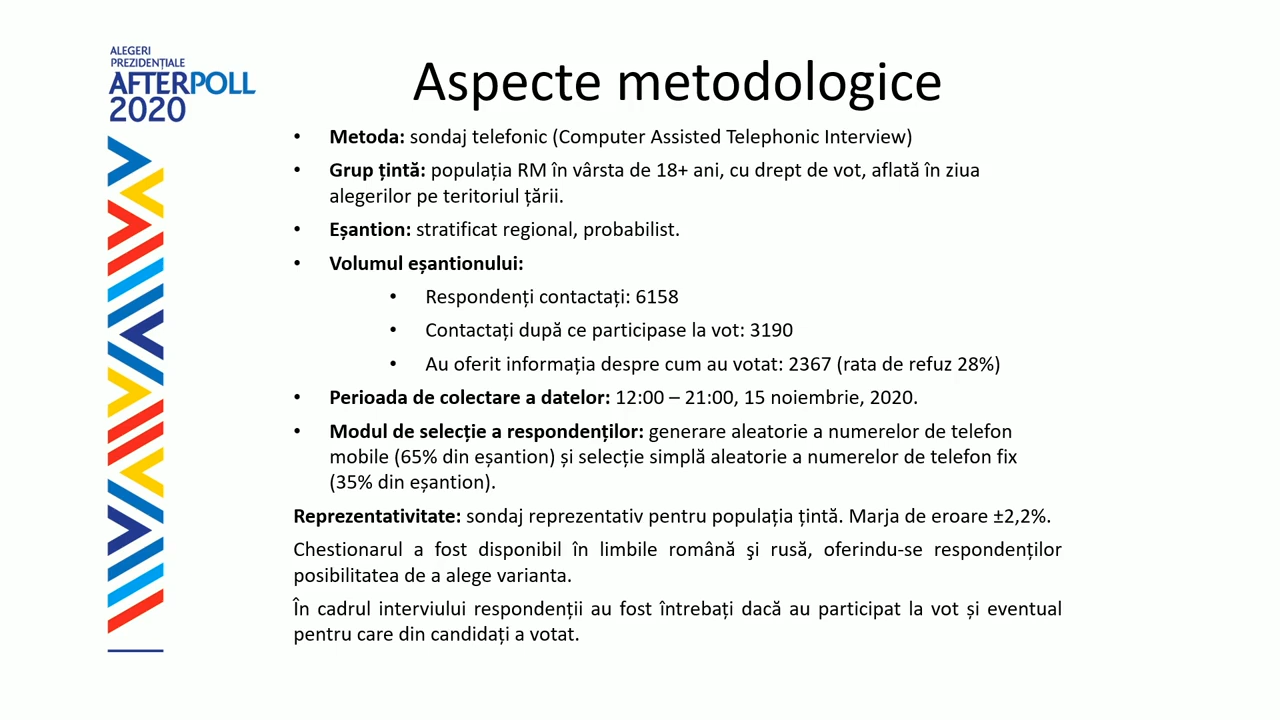 ALEGERI
PREZIDENȚIALE
AFTERPOLL
2020
Aspecte metodologice
• Metoda: sondaj telefonic (Computer Assisted Telephonic Interview)
• Grup țintă: populația RM în vârsta de 18+ ani, cu drept de vot, aflată în ziua
alegerilor pe teritoriul țării.
• Eșantion: stratificat regional, probabilist.
• Volumul eșantionului:
• Respondenți contactați: 6158
• Contactați după ce participase la vot: 3190
• Au oferit informația despre cum au votat: 2367 (rata de refuz 28%)
• Perioada de colectare a datelor: 12:00 – 21:00, 15 noiembrie, 2020.
• Modul de selecție a respondenților: generare aleatorie a numerelor de telefon
mobile (65% din eșantion) și selecție simplă aleatorie a numerelor de telefon fix
(35% din eșantion).
Reprezentativitate: sondaj reprezentativ pentru populația țintă. Marja de eroare ±2,2%.
Chestionarul a fost disponibil în limbile română şi rusă, oferindu-se respondenților
posibilitatea de a alege varianta.
În cadrul interviului respondenții au fost întrebați dacă au participat la vot și eventual
pentru care din candidați a votat.